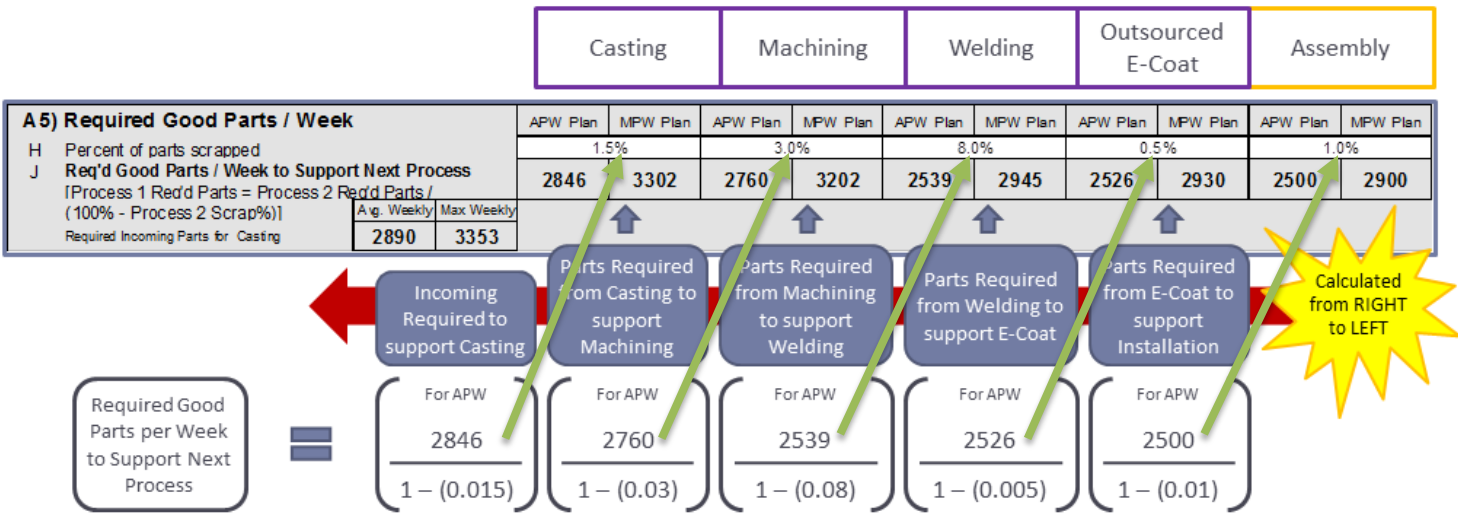 Casting
Machining
Welding
Outsourced
E-Coat
Assembly
A5) Required Good Parts / Week
APW Plan MPW Plan APW Plan MPW Plan APW Plan MPW Plan APW Plan MPW Plan APW Plan MPW Plan
H Percent of parts scrapped
1.5% 3.0% 8.0% 0.5% 1.0%
J Req'd Good Parts / Week to Support Next Process
[Process 1 Req'd Parts = Process 2 Req'd Parts /
(100% - Process 2 Scrap%)]
2846 3302 2760 3202 2539 2945 2526 2930 2500 2900
Avg. Weekly Max Weekly
Required Incoming Parts for Casting 2890 3353
Incoming
Required to
support Casting
Parts Required
from Casting to
support
Machining
Parts Required
from Machining
to support
Welding
Parts Required
from Welding to
support E-Coat
Parts Required
from E-Coat to
support
Installation
Calculated
from RIGHT
to LEFT
Required Good
Parts per Week
to Support Next
Process
=
For APW
2846
1 – (0.015)
For APW
2760
1 – (0.03)
For APW
2539
1 – (0.08)
For APW
2526
1 – (0.005)
For APW
2500
1 – (0.01)